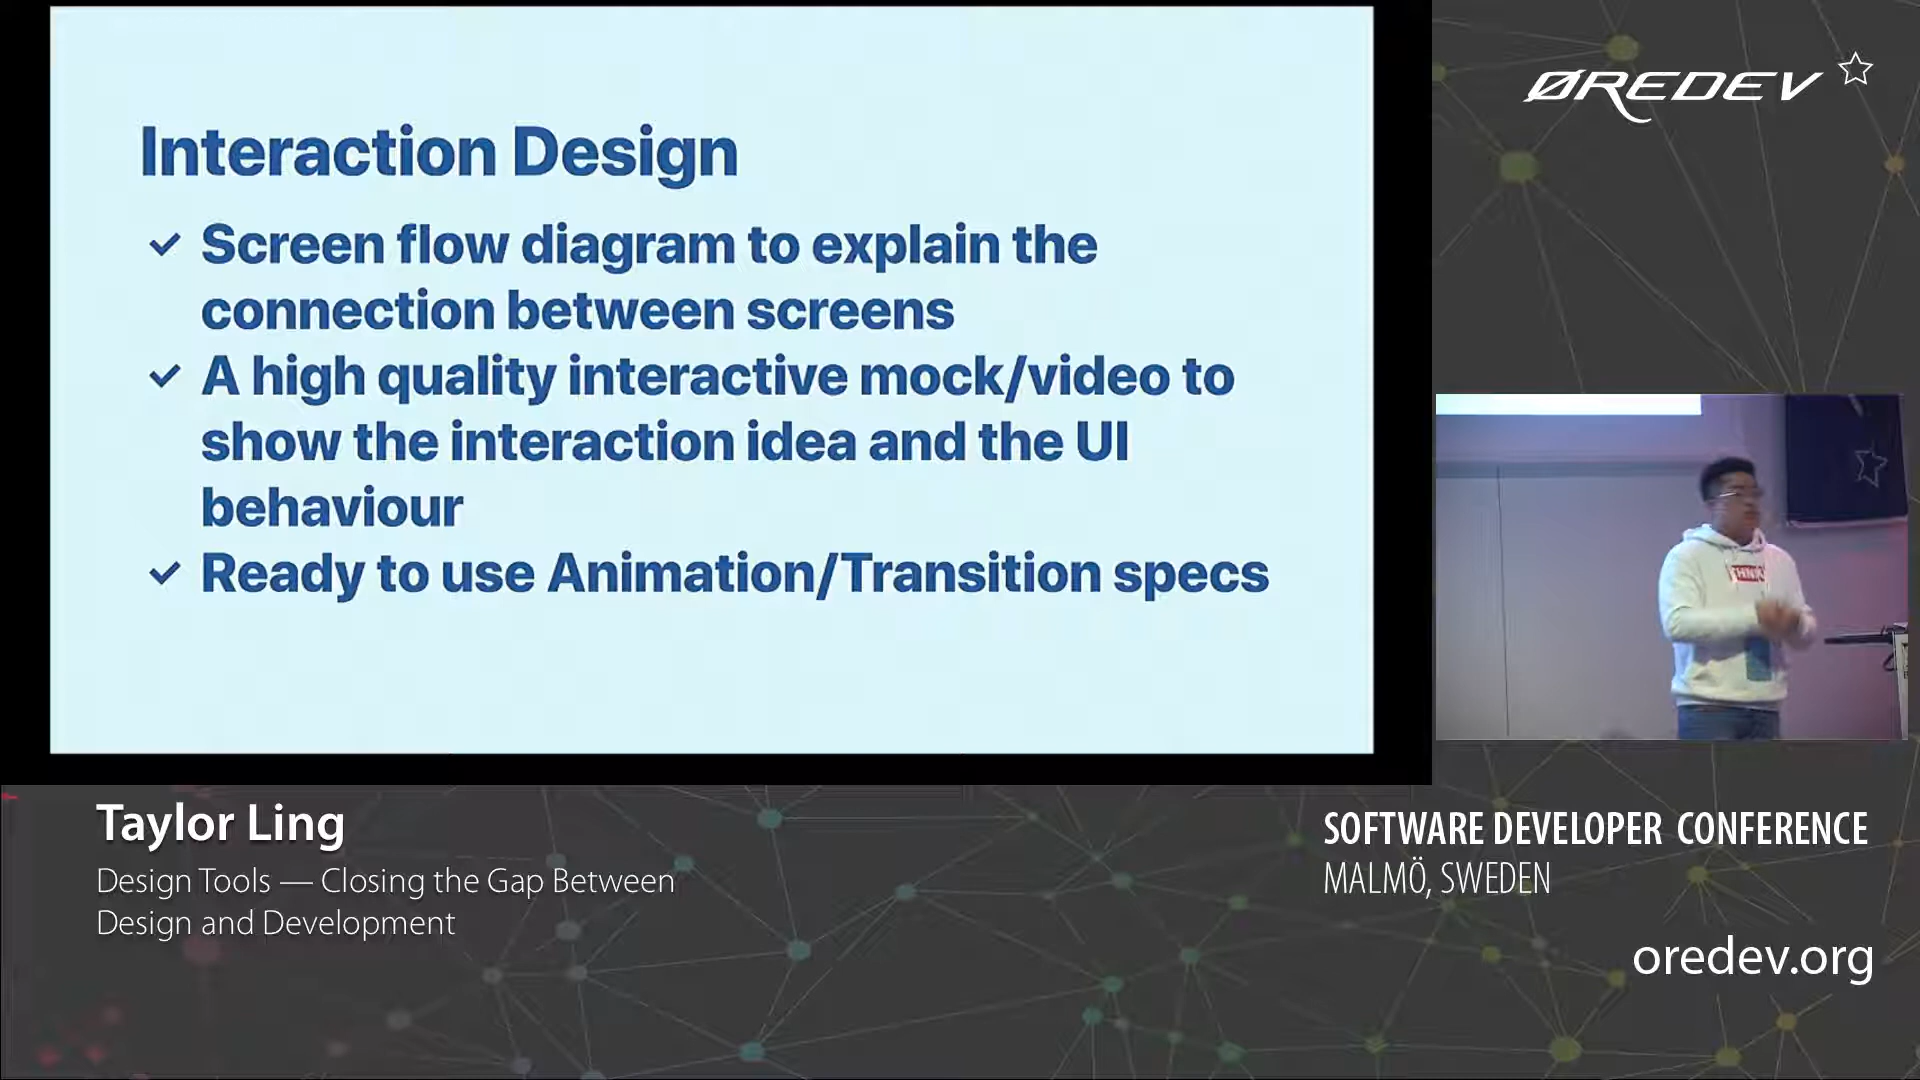 Interaction Design
✓ Screen flow diagram to explain the
connection between screens
✓ A high quality interactive mock/video to
show the interaction idea and the UI
behaviour
✓ Ready to use Animation/Transition specs
ØREDEV
THINK
Taylor Ling
Design Tools — Closing the Gap Between
Design and Development
SOFTWARE DEVELOPER CONFERENCE
MALMÖ, SWEDEN
oredev.org